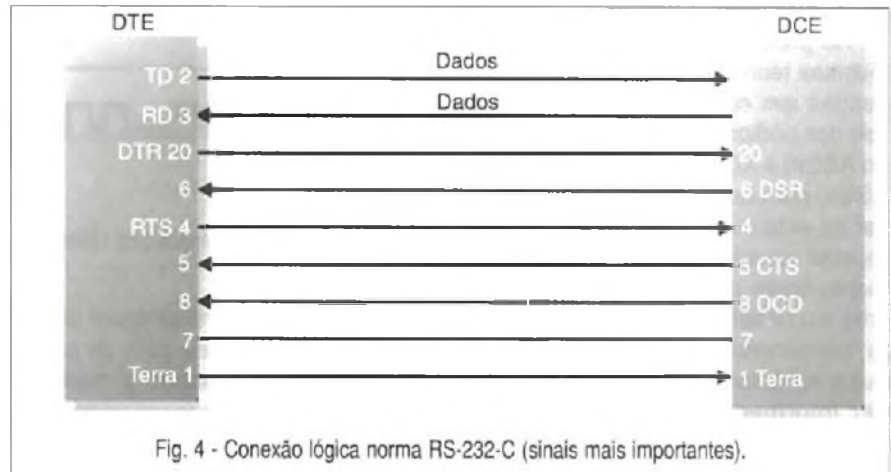 DTE DCE
Dados
TD 2
Dados
RD 3
DTR 20 20
6 6 DSR
RTS 4 4
5 5 CTS
8 8 DCD
7 7
Terra 1 1 Terra
Fig. 4 - Conexão lógica norma RS-232-C (sinais mais importantes).